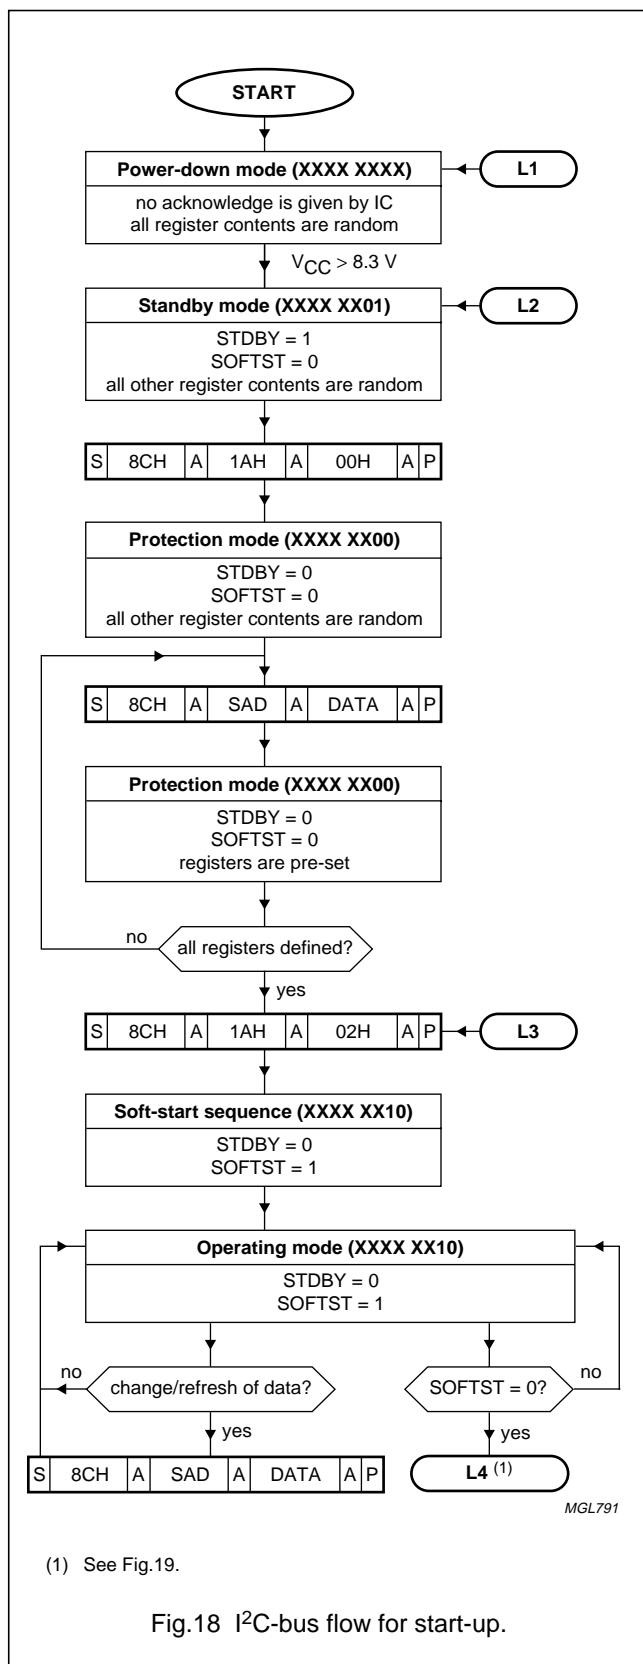 START
Power-down mode (XXXX XXXX)
L1
no acknowledge is given by IC
all register contents are random
VCC > 8.3 V
Standby mode (XXXX XX01)
L2
STDBY = 1
SOFTST = 0
all other register contents are random
S 8CH A 1AH A 00H A P
Protection mode (XXXX XX00)
STDBY = 0
SOFTST = 0
all other register contents are random
S 8CH A SAD A DATA A P
Protection mode (XXXX XX00)
STDBY = 0
SOFTST = 0
registers are pre-set
no
all registers defined?
yes
S 8CH A 1AH A 02H A P
L3
Soft-start sequence (XXXX XX10)
STDBY = 0
SOFTST = 1
Operating mode (XXXX XX10)
STDBY = 0
SOFTST = 1
no
change/refresh of data?
SOFTST = 0?
no
yes
yes
S 8CH A SAD A DATA A P
L4 (1)
MGL791
(1) See Fig.19.
Fig.18 I²C-bus flow for start-up.